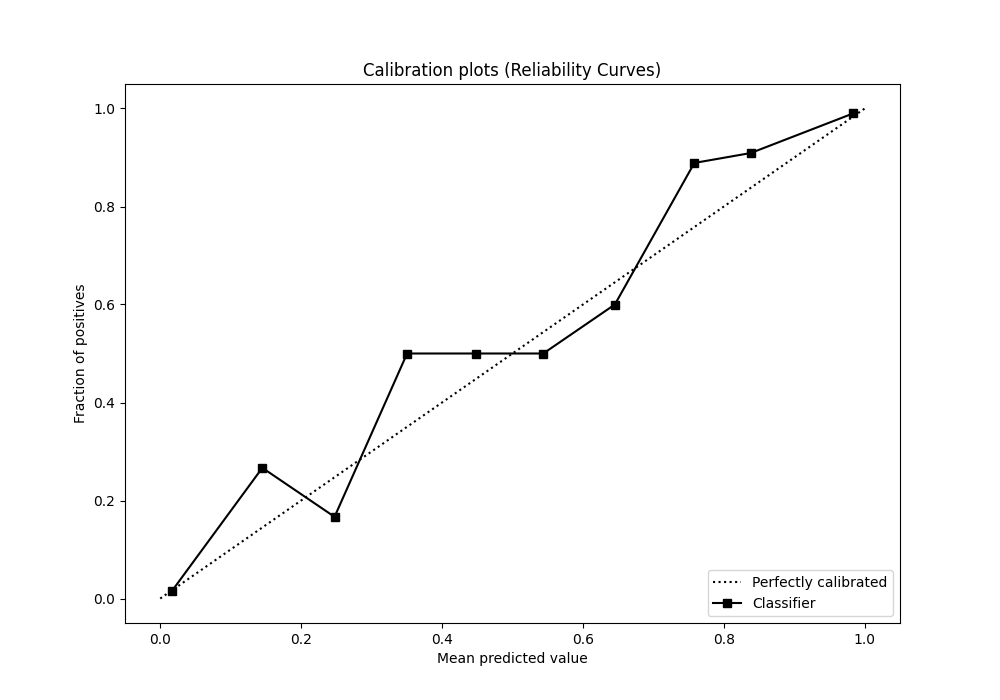 Calibration plots (Reliability Curves)
1.0
0.8
0.6
0.4
0.2
0.0
Fraction of positives
Perfectly calibrated
Classifier
0.0 0.2 0.4 0.6 0.8 1.0
Mean predicted value